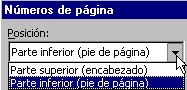 Números de página
Posición:
Parte inferior (pie de página)
Parte superior (encabezado)
Parte inferior (pie de página)